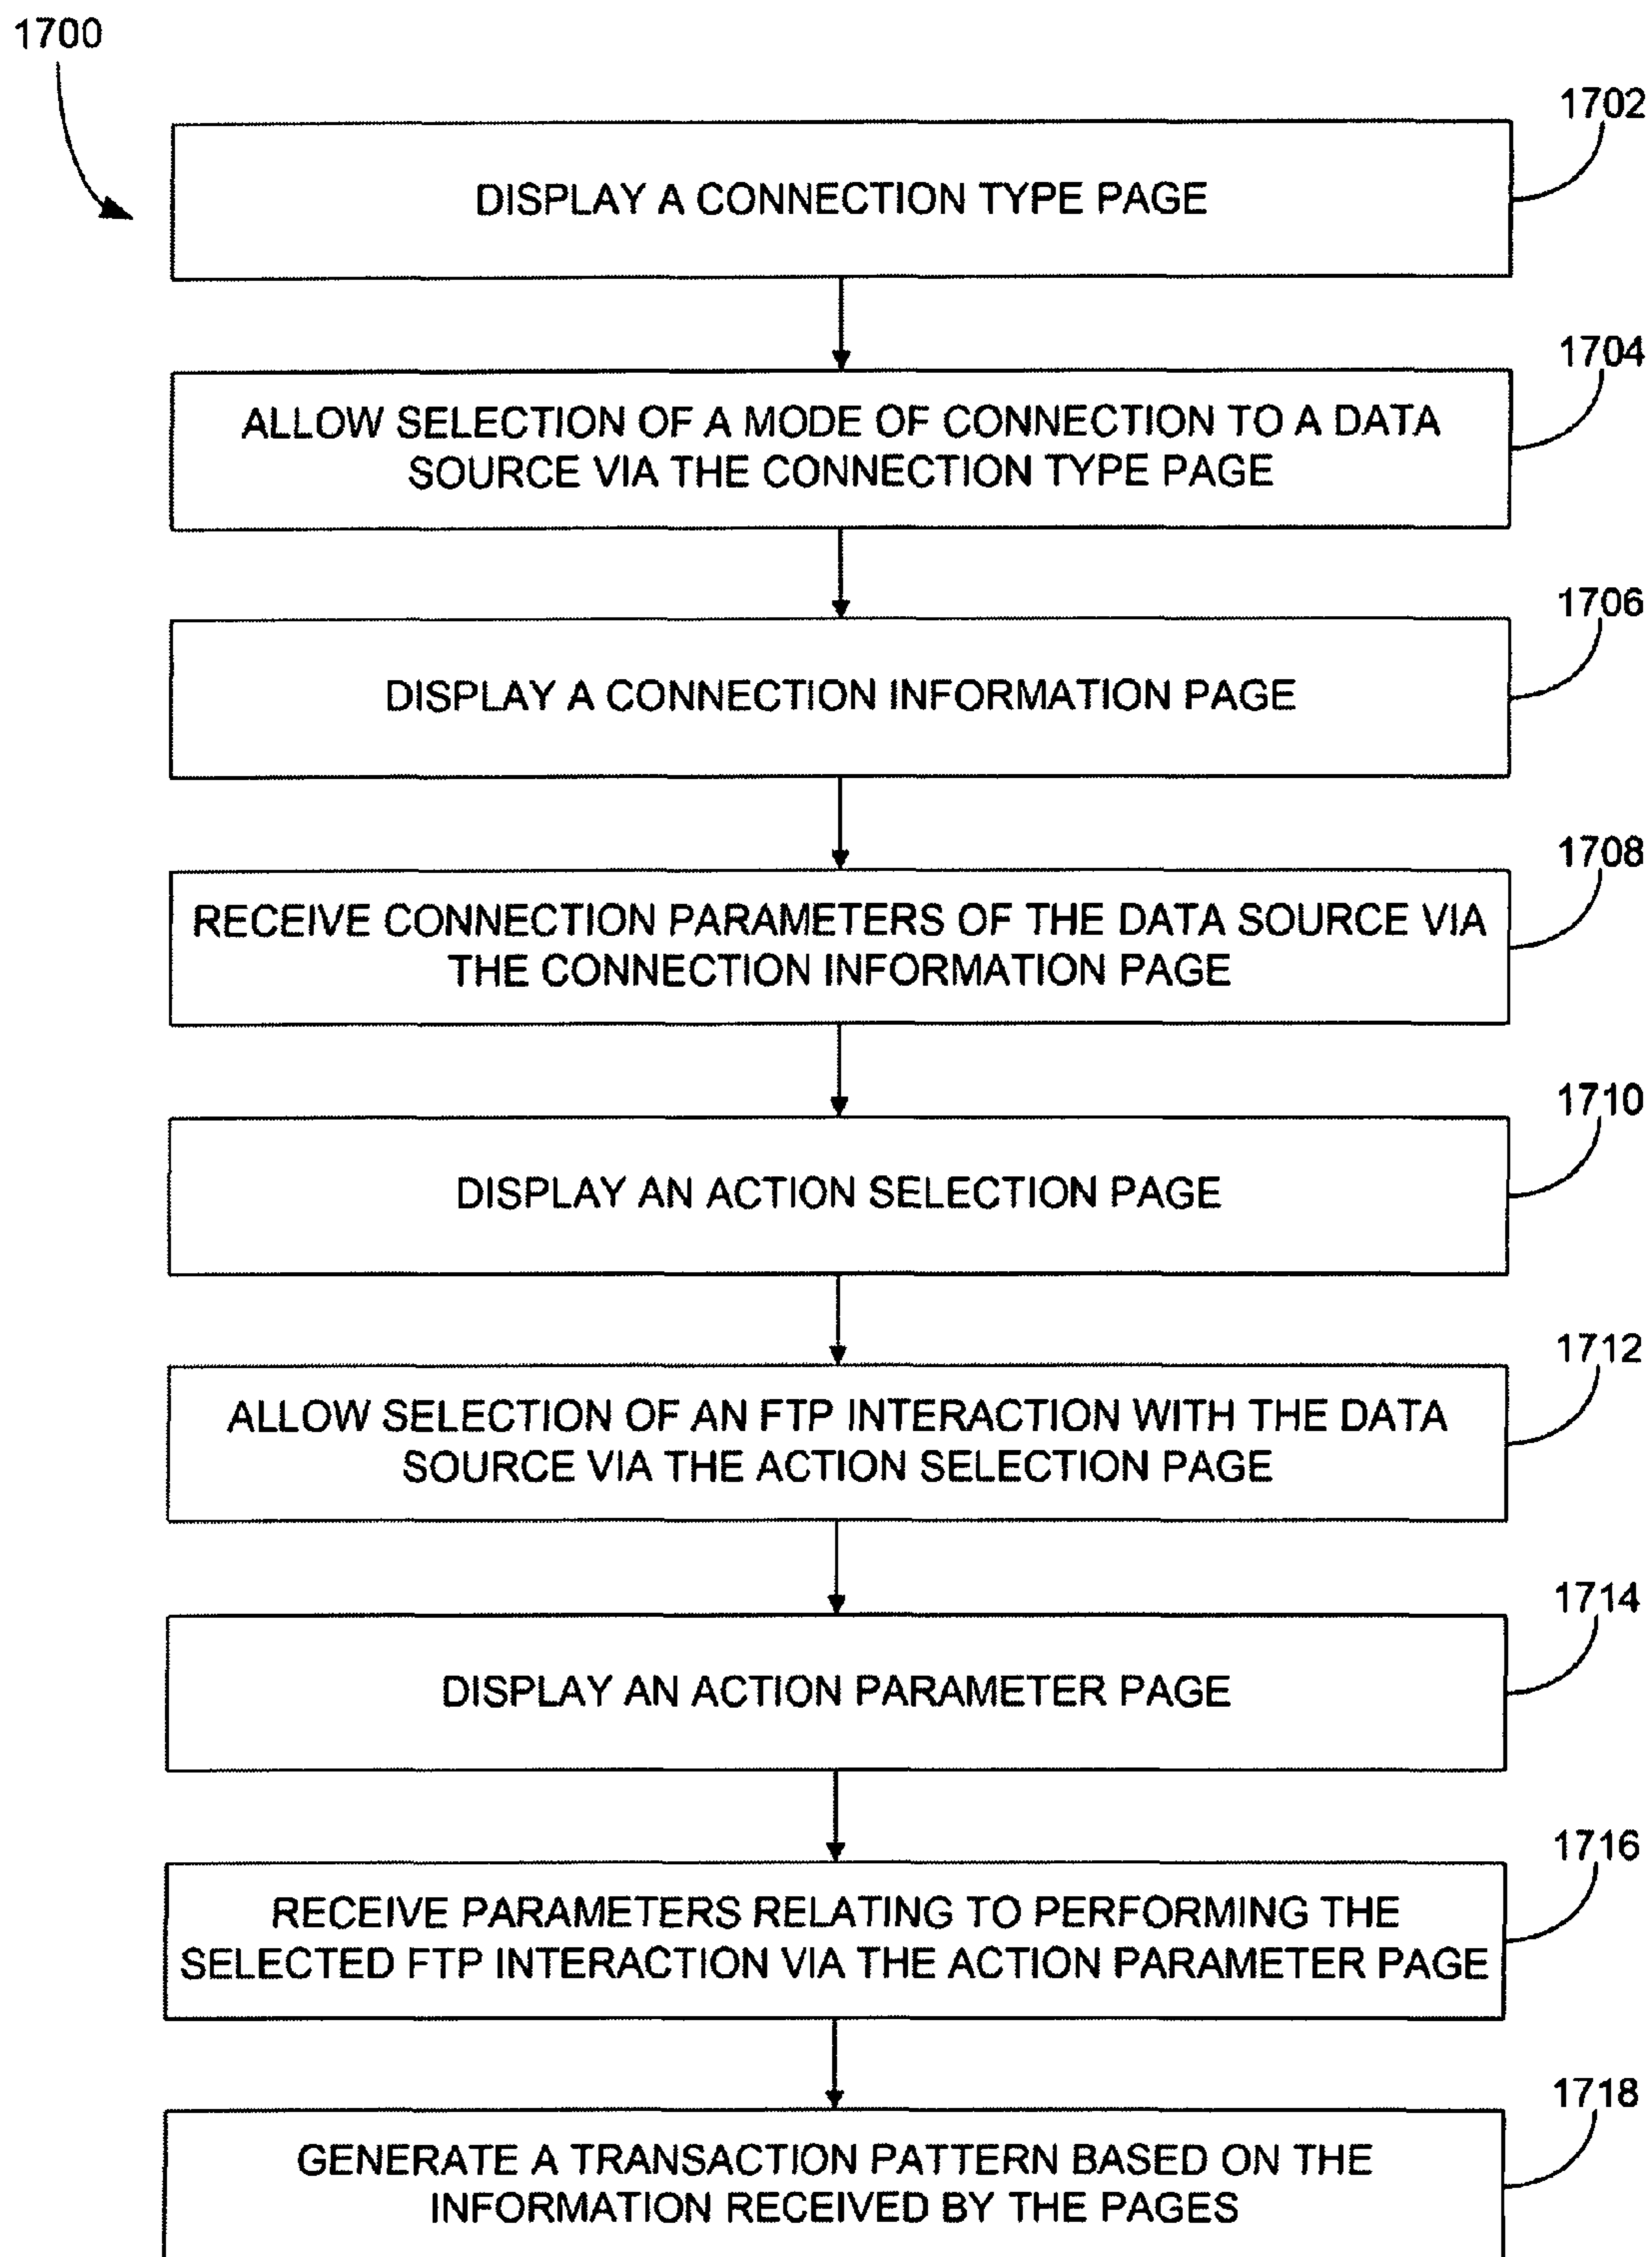 1700
1702
DISPLAY A CONNECTION TYPE PAGE
1704
ALLOW SELECTION OF A MODE OF CONNECTION TO A DATA
SOURCE VIA THE CONNECTION TYPE PAGE
1706
DISPLAY A CONNECTION INFORMATION PAGE
1708
RECEIVE CONNECTION PARAMETERS OF THE DATA SOURCE VIA
THE CONNECTION INFORMATION PAGE
1710
DISPLAY AN ACTION SELECTION PAGE
1712
ALLOW SELECTION OF AN FTP INTERACTION WITH THE DATA
SOURCE VIA THE ACTION SELECTION PAGE
1714
DISPLAY AN ACTION PARAMETER PAGE
1716
RECEIVE PARAMETERS RELATING TO PERFORMING THE
SELECTED FTP INTERACTION VIA THE ACTION PARAMETER PAGE
1718
GENERATE A TRANSACTION PATTERN BASED ON THE
INFORMATION RECEIVED BY THE PAGES